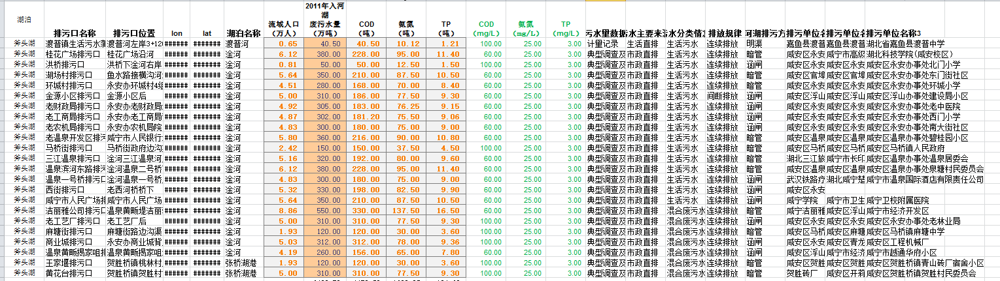 湖泊 排污口名称 排污口位置 lon lat 湖泊名称 流域人口（万人） 2011年入河湖废污水量（万吨） COD（吨） 氨氮（吨） TP（吨） COD（mg/L） 氨氮（mg/L） TP（mg/L） 污水量数据 水主要来 水分类情 排放规律 河湖排污方 排污单位名 排污单位名 排污单位名称3
斧头湖 渡普镇生活污水 渡普河左岸3+12 ###### ####### 渡普河 0.65 40.50 40.50 10.12 1.21 100.00 25.00 3.00 计量记录 生活直排 生活污水 连续排放 明渠 嘉鱼县渡普 嘉鱼县渡普 湖北省嘉鱼县渡普中学
斧头湖 桂花广场排污口 桂花广场沿河 ###### ####### 淦河 6.12 380.00 228.00 95.00 11.40 60.00 25.00 3.00 典型调查及 市政直排 生活污水 连续排放 暗管 咸安区永安 咸宁市高级 湖北科技学院(咸安校区)
斧头湖 洪桥排污口 洪桥下淦河右岸 ###### ####### 淦河 0.81 50.00 50.00 12.50 1.50 100.00 25.00 3.00 典型调查及 市政直排 生活污水 连续排放 涵闸 咸安区永安 咸安区永安 咸安区永安办事处北门小学
斧头湖 湖场村排污口 鱼水路接横沟河 ###### ####### 淦河 5.64 350.00 210.00 87.50 10.50 60.00 25.00 3.00 典型调查及 市政直排 生活污水 连续排放 暗管 咸安区官埠 咸安区官埠 咸安区永安办事处东门街社区
斧头湖 环城村排污口 永安办环城村4 ###### ####### 淦河 4.51 280.00 168.00 70.00 8.40 60.00 25.00 3.00 典型调查及 市政直排 生活污水 连续排放 暗管 咸安区永安 咸安区永安 咸安区永安办事处环城小学
斧头湖 金源小区排污口 金源小区后 ###### ####### 淦河 5.00 310.00 186.00 77.50 9.30 60.00 25.00 3.00 典型调查及 市政直排 生活污水 间断排放 涵闸 咸安区浮山 咸安区浮山 咸安区浮山办事处建设局小区
斧头湖 老财政局排污口 永安办老财政局 ###### ####### 淦河 4.92 305.00 183.00 76.25 9.15 60.00 25.00 3.00 典型调查及 市政直排 生活污水 连续排放 涵闸 咸安区永安 咸安区永安 咸安区永安办事处老中医院
斧头湖 老工商局排污口 永安办老工商局 ###### ####### 淦河 4.87 302.00 181.20 75.50 9.06 60.00 25.00 3.00 典型调查及 市政直排 生活污水 连续排放 涵闸 咸安区永安 咸安区永安 咸安区永安办事处西门小学
斧头湖 老农机局排污口 永安办农机局院 ###### ####### 淦河 4.83 300.00 180.00 75.00 9.00 60.00 25.00 3.00 典型调查及 市政直排 生活污水 连续排放 涵闸 咸安区永安 咸安区永安 咸安区永安办事处南大街社区
斧头湖 老温泉开发区排 咸宁市人民银行 ###### ####### 淦河 5.80 360.00 216.00 90.00 10.80 60.00 25.00 3.00 典型调查及 市政直排 生活污水 连续排放 暗管 咸安区温泉 咸安区温泉 咸安区温泉办事处碧桂园小区
斧头湖 马桥街排污口 马桥街政府边沟 ###### ####### 淦河 2.42 150.00 150.00 37.50 4.50 100.00 25.00 3.00 典型调查及 市政直排 生活污水 连续排放 暗管 咸安区马桥 咸安区马桥 咸安区马桥镇人民政府
斧头湖 三江温泉排污口 淦河三江温泉河 ###### ####### 淦河 5.16 320.00 192.00 80.00 9.60 60.00 25.00 3.00 典型调查及 市政直排 生活污水 连续排放 暗管 湖北三江旅 咸宁市长印 咸安区温泉办事处温泉居委会
斧头湖 温泉滨河东路排污 淦河温泉二号桥 ###### ####### 淦河 6.12 380.00 228.00 95.00 11.40 60.00 25.00 3.00 典型调查及 市政直排 生活污水 连续排放 暗管 咸安区温泉 咸安区温泉 咸安区温泉办事处泉塘村民委员会
斧头湖 温泉一号桥排污口 淦河温泉一号桥 ###### ####### 淦河 4.83 300.00 180.00 75.00 9.00 60.00 25.00 3.00 典型调查及 市政直排 生活污水 连续排放 涵闸 武汉铁路疗 湖北咸宁楚 咸宁市温泉国际酒店有限责任公司
斧头湖 西街排污口 老西河桥桥下 ###### ####### 淦河 5.32 330.00 198.00 82.50 9.90 60.00 25.00 3.00 典型调查及 市政直排 生活污水 连续排放 涵闸 咸安区永安
斧头湖 咸宁市人民广场排 咸宁市人民广场 ###### ####### 淦河 5.64 350.00 210.00 87.50 10.50 60.00 25.00 3.00 典型调查及 市政直排 生活污水 连续排放 涵闸 咸宁学院 咸宁市卫生 咸宁卫校附属医院
斧头湖 洁丽雅公司排污口 温泉黄畈堤洁丽 ###### ####### 淦河 8.86 550.00 330.00 137.50 16.50 60.00 25.00 3.00 典型调查及 市政直排 混合废污水 连续排放 暗管 咸宁洁丽雅 咸安区浮山 咸宁市经济开发区
斧头湖 老工艺厂排污口 老工艺厂后 ###### ####### 淦河 5.00 310.00 310.00 77.50 9.30 100.00 25.00 3.00 典型调查及 市政直排 混合废污水 连续排放 涵闸 咸安区永安 咸安区永安 咸安区永安办事处老林业局
斧头湖 麻塘街排污口 麻塘街路边沟渠 ###### ####### 淦河 1.93 120.00 120.00 30.00 3.60 100.00 25.00 3.00 典型调查及 市政直排 混合废污水 连续排放 暗管 咸安区马桥 咸安区麻塘 咸安区马桥镇麻塘中学
斧头湖 商业城排污口 永安办商业城背 ###### ####### 淦河 5.03 312.00 312.00 78.00 9.36 100.00 25.00 3.00 典型调查及 市政直排 混合废污水 连续排放 涵闸 咸安区永安 咸安区青龙 咸安区工程机械厂
斧头湖 温泉黄畈揭家咀排 温泉黄畈揭家咀 ###### ####### 淦河 4.19 260.00 156.00 65.00 7.80 60.00 25.00 3.00 典型调查及 市政直排 混合废污水 连续排放 涵闸 咸安区浮山 咸宁市经济 咸宁市越通华府小区
斧头湖 王家堰排污口 贺胜桥镇桃林村 ###### ####### 张桥湖港 1.93 120.00 120.00 30.00 3.60 100.00 25.00 3.00 典型调查及 市政直排 混合废污水 连续排放 暗管 咸安区贺胜 咸安区贺胜 咸安区贺胜桥镇青山砖厂宿舍小区
斧头湖 黄花台排污口 贺胜桥镇贺胜村 ###### ####### 张桥湖港 5.00 310.00 310.00 77.50 9.30 100.00 25.00 3.00 典型调查及 市政直排 混合废污水 连续排放 暗管 贺胜砖厂 咸安区开莉 咸安区贺胜桥镇贺胜村民委员会